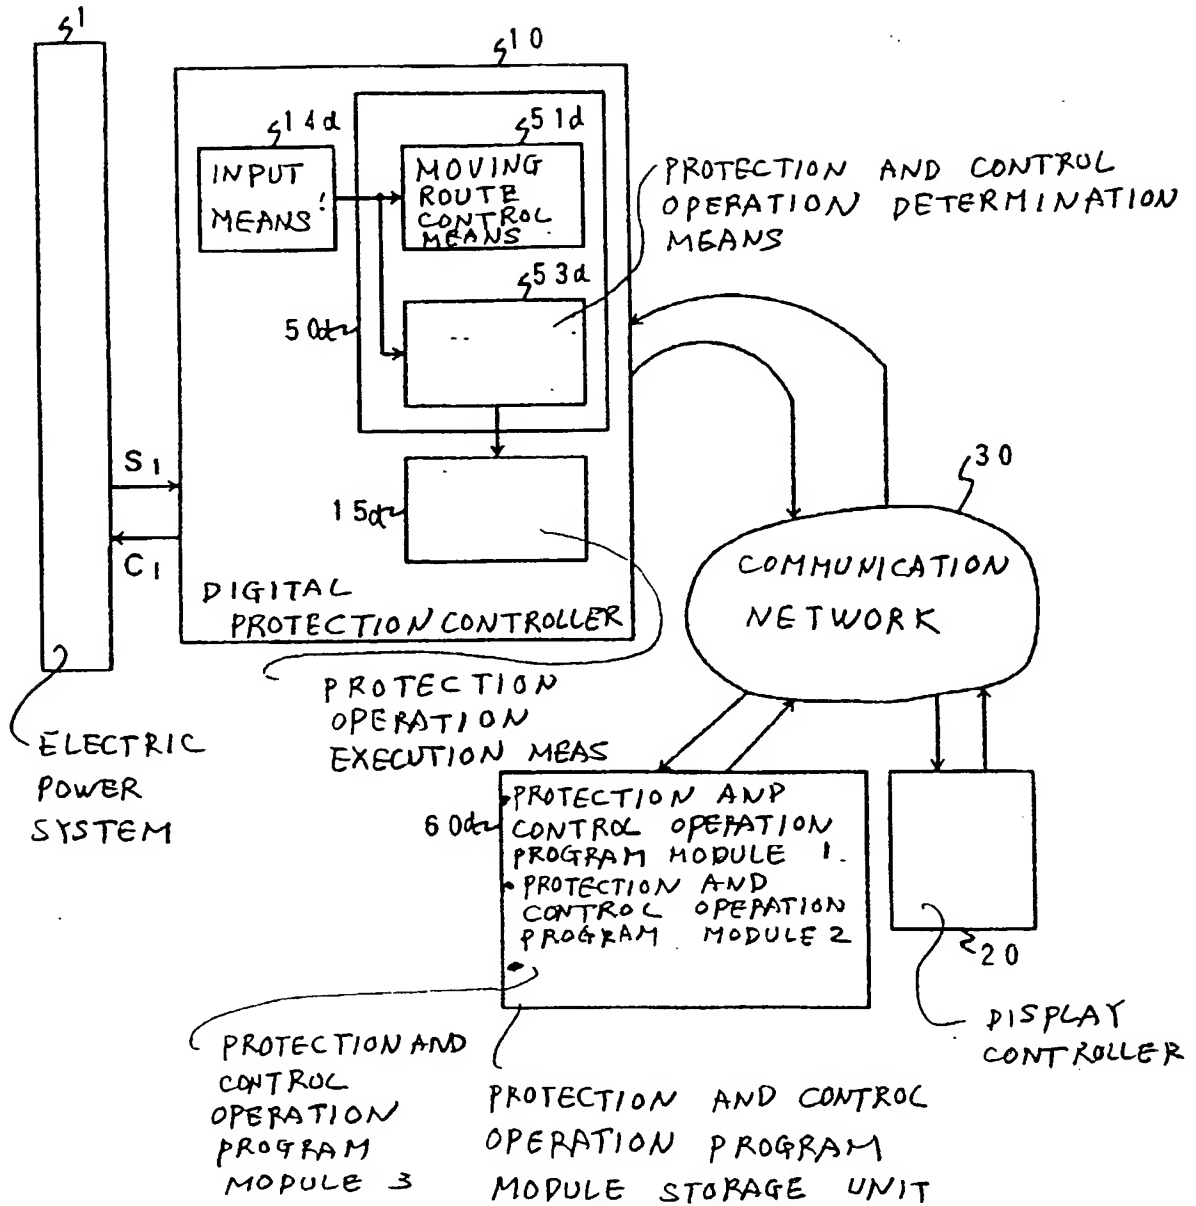 1
10
14d
51d
INPUT
MEANS
MOVING
ROUTE
CONTROL
MEANS
PROTECTION AND CONTROL
OPERATION DETERMINATION
MEANS
53d
50d
S1
C1
15d
30
COMMUNICATION
NETWORK
DIGITAL
PROTECTION CONTROLLER
PROTECTION
OPERATION
EXECUTION MEAS
ELECTRIC
POWER
SYSTEM
60d
PROTECTION AND
CONTROL OPERATION
PROGRAM MODULE 1.
PROTECTION AND
CONTROL OPERATION
PROGRAM MODULE 2
20
DISPLAY
CONTROLLER
PROTECTION AND
CONTROL
OPERATION
PROGRAM
MODULE 3
PROTECTION AND CONTROL
OPERATION PROGRAM
MODULE STORAGE UNIT